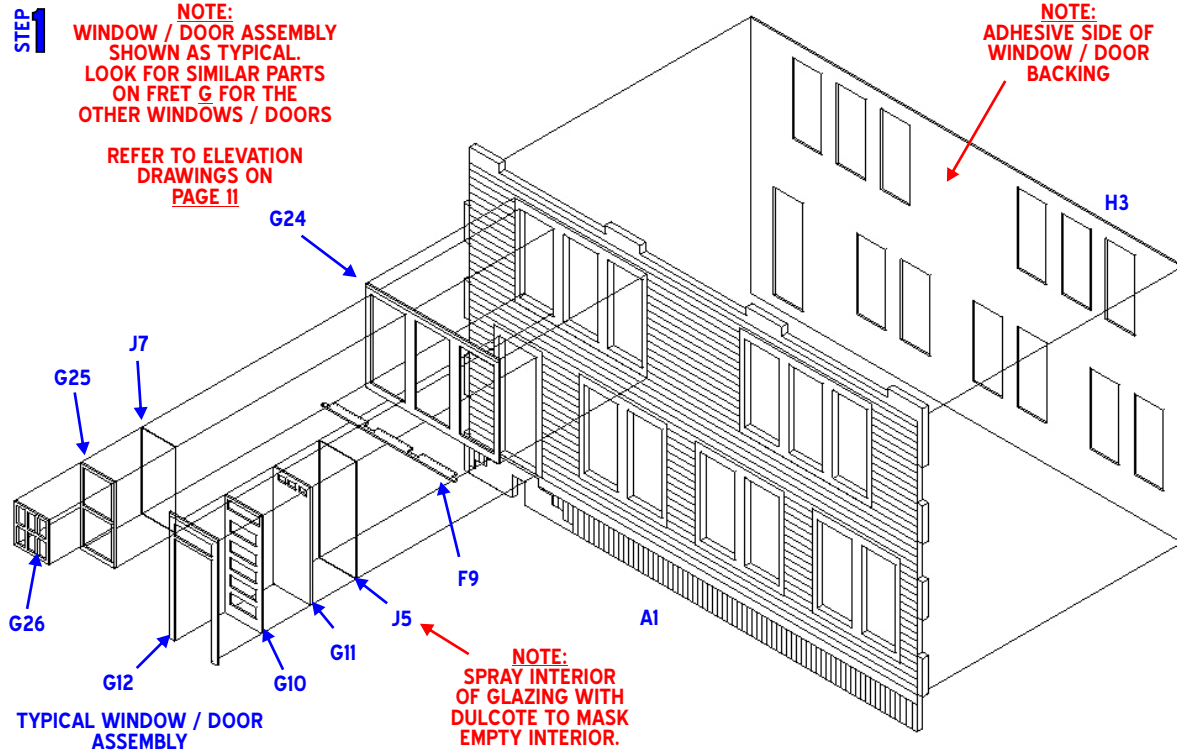 STEP 1
NOTE:
WINDOW / DOOR ASSEMBLY
SHOWN AS TYPICAL.
LOOK FOR SIMILAR PARTS
ON FRET G FOR THE
OTHER WINDOWS / DOORS
REFER TO ELEVATION
DRAWINGS ON
PAGE 11
NOTE:
ADHESIVE SIDE OF
WINDOW / DOOR
BACKING
H3
G24
J7
G25
G26
F9
J5
G11
G10
G12
A1
TYPICAL WINDOW / DOOR
ASSEMBLY
NOTE:
SPRAY INTERIOR
OF GLAZING WITH
DULCOTE TO MASK
EMPTY INTERIOR.